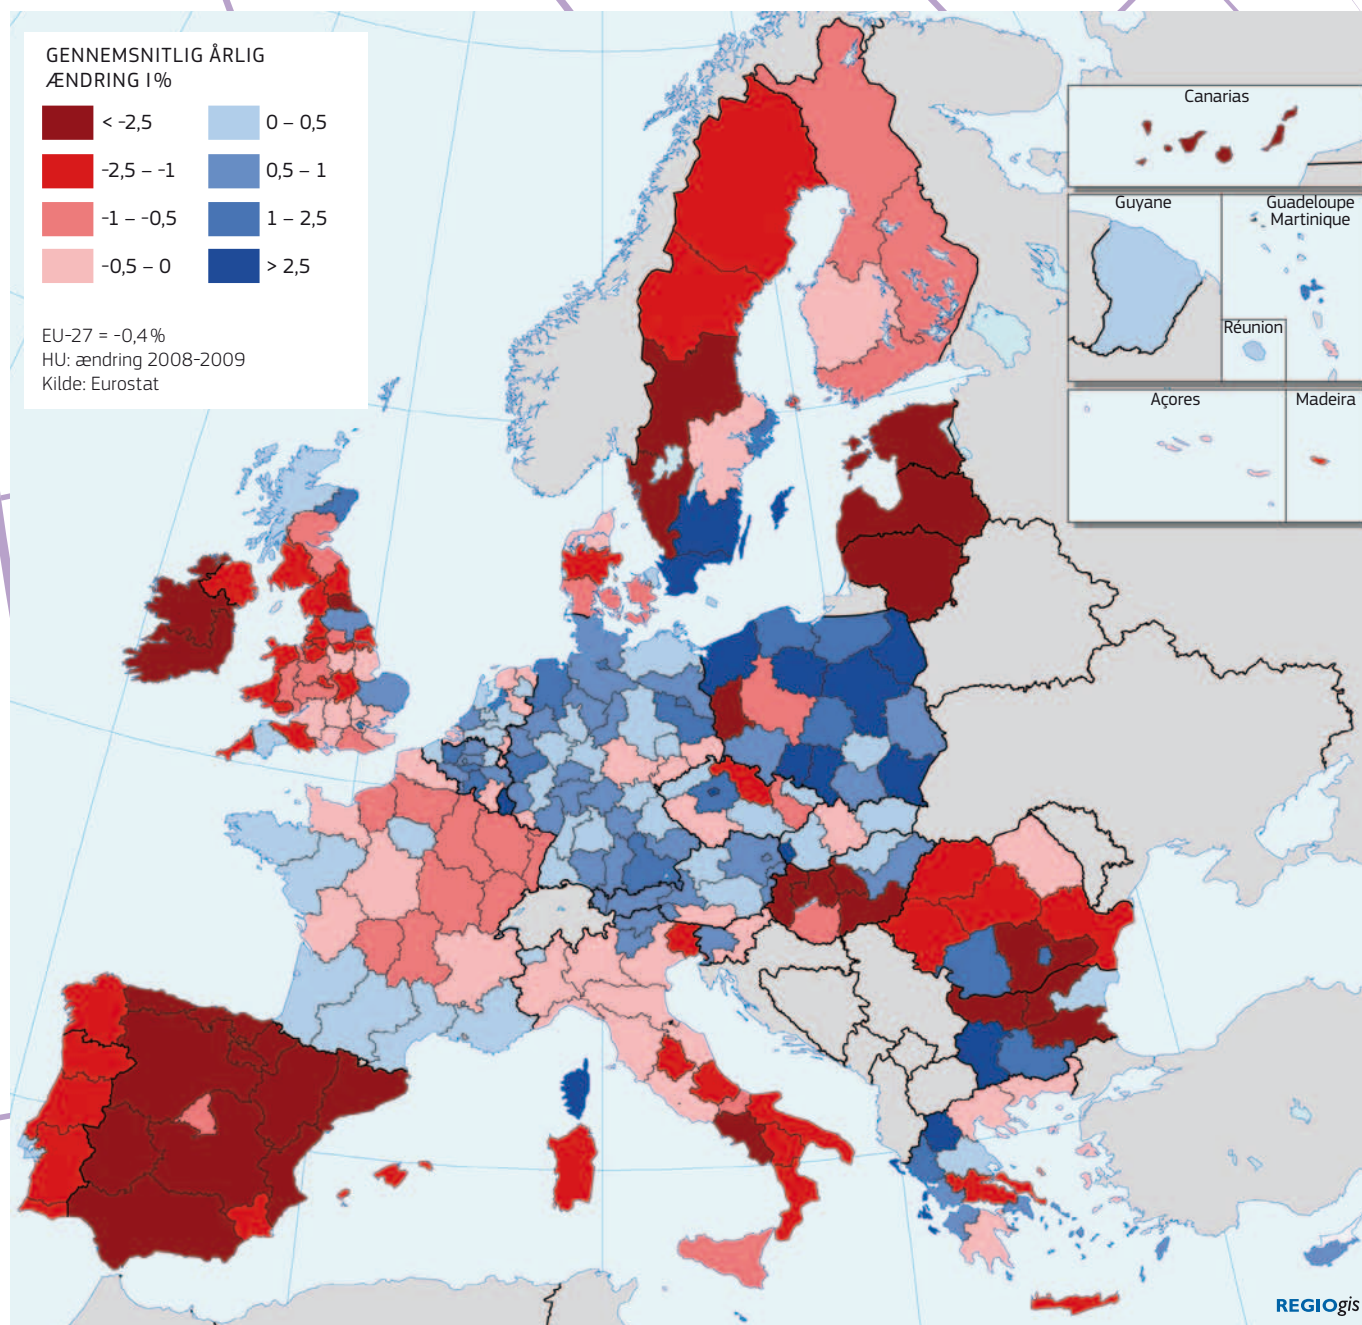 GENNEMSNITLIG ÅRLIG
ÆNDRING I %
< -2,5
-2,5 – -1
-1 – -0,5
-0,5 – 0
0 – 0,5
0,5 – 1
1 – 2,5
> 2,5
EU-27 = -0,4 %
HU: ændring 2008-2009
Kilde: Eurostat
Canarias
Guyane
Guadeloupe
Martinique
Réunion
Açores
Madeira
REGIOgis